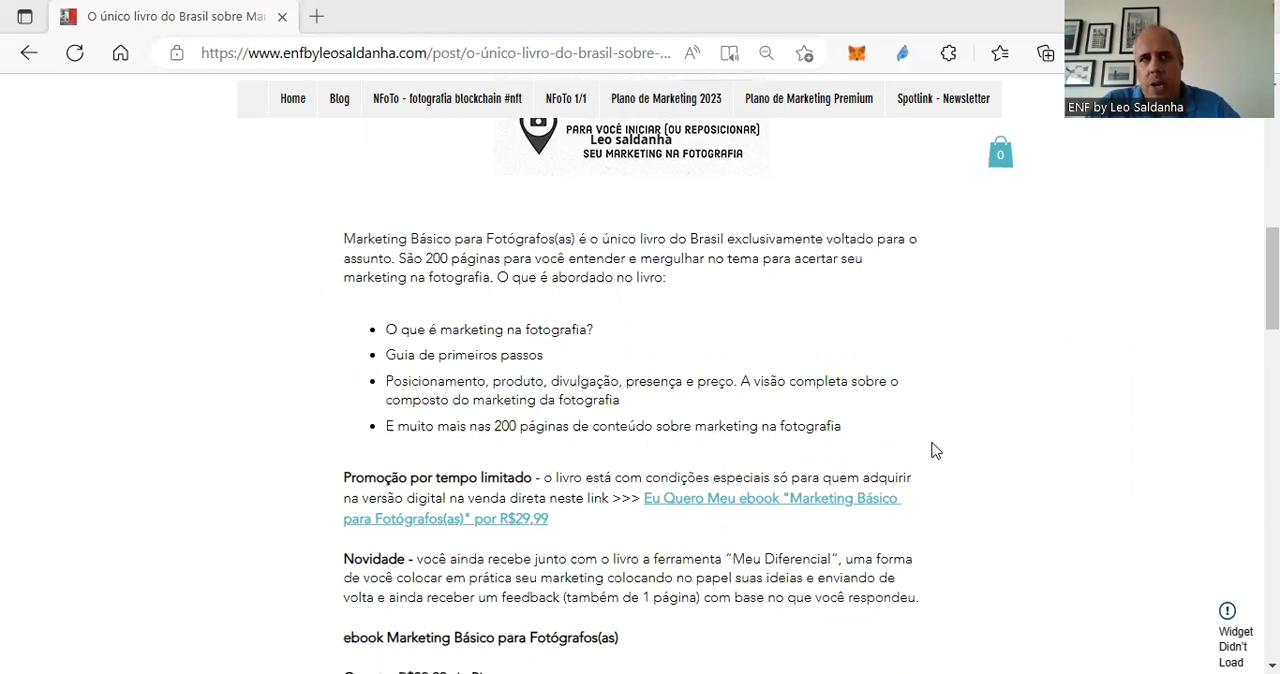 O único livro do Brasil sobre Ma
https://www.enfbyleosaldanha.com/post/o-único-livro-do-brasil-sobre-...
ENF by Leo Saldanha
Home
Blog
NFoTo - fotografia blockchain #nft
NFoTo 1/1
Plano de Marketing 2023
Plano de Marketing Premium
Spotlink - Newsletter
PARA VOCÊ INICIAR (OU REPOSICIONAR)
Leo saldanha
SEU MARKETING NA FOTOGRAFIA
0
Marketing Básico para Fotógrafos(as) é o único livro do Brasil exclusivamente voltado para o
assunto. São 200 páginas para você entender e mergulhar no tema para acertar seu
marketing na fotografia. O que é abordado no livro:
• O que é marketing na fotografia?
• Guia de primeiros passos
• Posicionamento, produto, divulgação, presença e preço. A visão completa sobre o
composto do marketing da fotografia
• E muito mais nas 200 páginas de conteúdo sobre marketing na fotografia
Promoção por tempo limitado - o livro está com condições especiais só para quem adquirir
na versão digital na venda direta neste link >>> Eu Quero Meu ebook “Marketing Básico
para Fotógrafos(as)" por R$29,99
Novidade - você ainda recebe junto com o livro a ferramenta “Meu Diferencial”, uma forma
de você colocar em prática seu marketing colocando no papel suas ideias e enviando de
volta e ainda receber um feedback (também de 1 página) com base no que você respondeu.
ebook Marketing Básico para Fotógrafos(as)
Widget
Didn't
Load